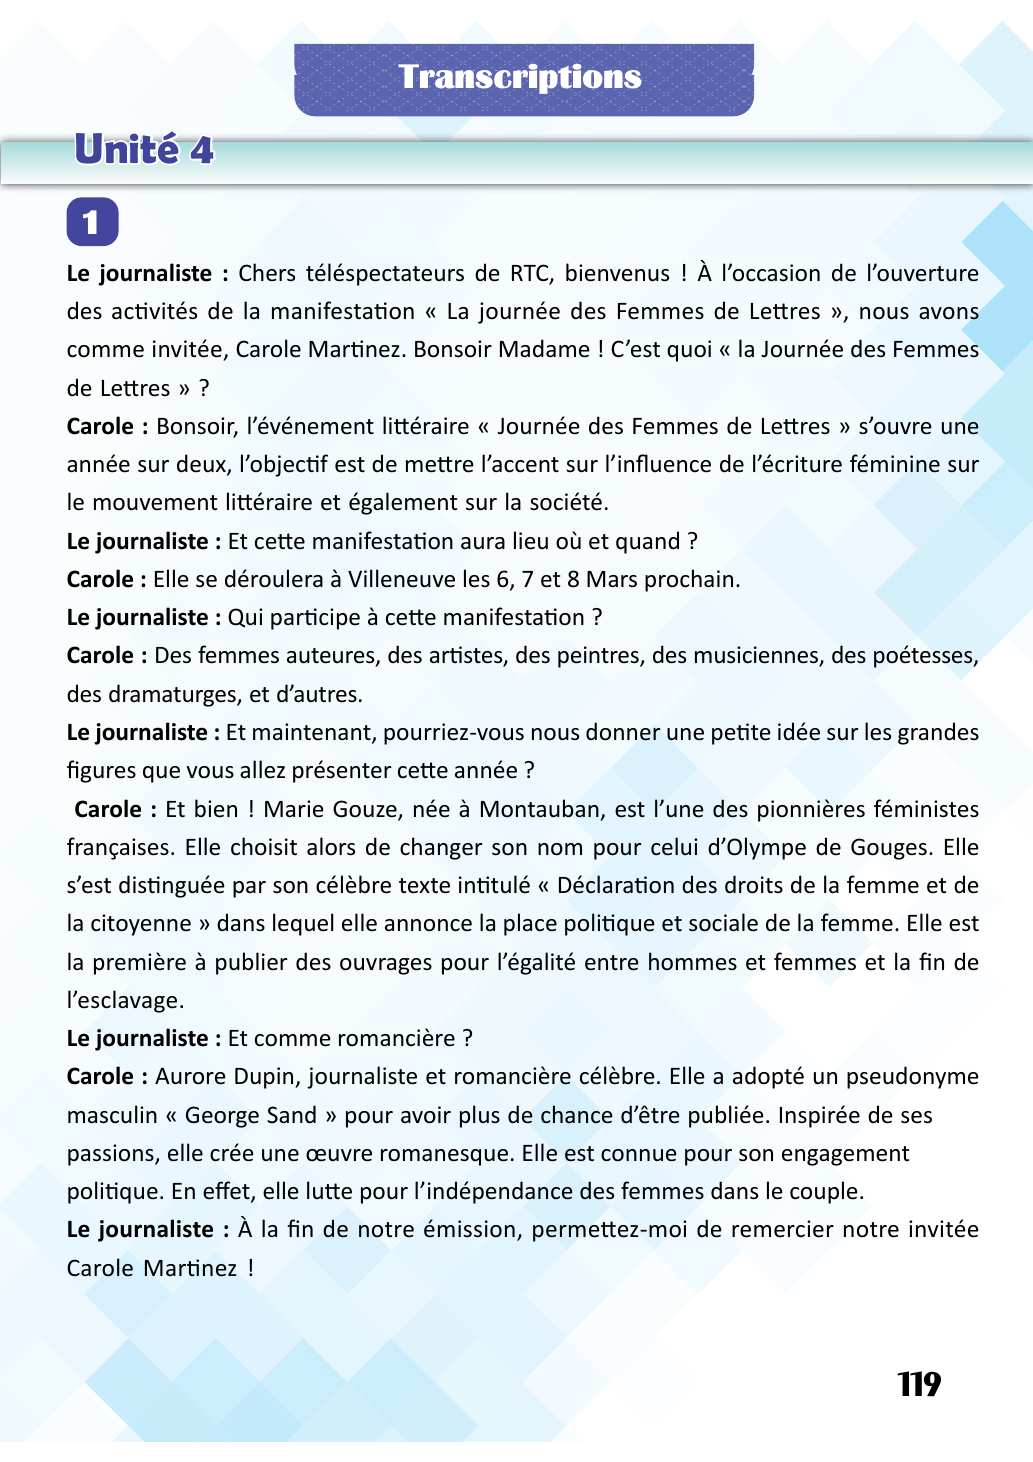 Transcriptions
Unité 4
1
Le journaliste : Chers téléspectateurs de RTC, bienvenus ! À l’occasion de l’ouverture
des activités de la manifestation « La journée des Femmes de Lettres », nous avons
comme invitée, Carole Martinez. Bonsoir Madame ! C’est quoi « la Journée des Femmes
de Lettres » ?
Carole : Bonsoir, l’événement littéraire « Journée des Femmes de Lettres » s’ouvre une
année sur deux, l’objectif est de mettre l’accent sur l’influence de l’écriture féminine sur
le mouvement littéraire et également sur la société.
Le journaliste : Et cette manifestation aura lieu où et quand ?
Carole : Elle se déroulera à Villeneuve les 6, 7 et 8 Mars prochain.
Le journaliste : Qui participe à cette manifestation ?
Carole : Des femmes auteures, des artistes, des peintres, des musiciennes, des poétesses,
des dramaturges, et d’autres.
Le journaliste : Et maintenant, pourriez-vous nous donner une petite idée sur les grandes
figures que vous allez présenter cette année ?
Carole : Et bien ! Marie Gouze, née à Montauban, est l’une des pionnières féministes
françaises. Elle choisit alors de changer son nom pour celui d’Olympe de Gouges. Elle
s’est distinguée par son célèbre texte intitulé « Déclaration des droits de la femme et de
la citoyenne » dans lequel elle annonce la place politique et sociale de la femme. Elle est
la première à publier des ouvrages pour l’égalité entre hommes et femmes et la fin de
l’esclavage.
Le journaliste : Et comme romancière ?
Carole : Aurore Dupin, journaliste et romancière célèbre. Elle a adopté un pseudonyme
masculin « George Sand » pour avoir plus de chance d’être publiée. Inspirée de ses
passions, elle crée une œuvre romanesque. Elle est connue pour son engagement
politique. En effet, elle lutte pour l’indépendance des femmes dans le couple.
Le journaliste : À la fin de notre émission, permettez-moi de remercier notre invitée
Carole Martinez !
119